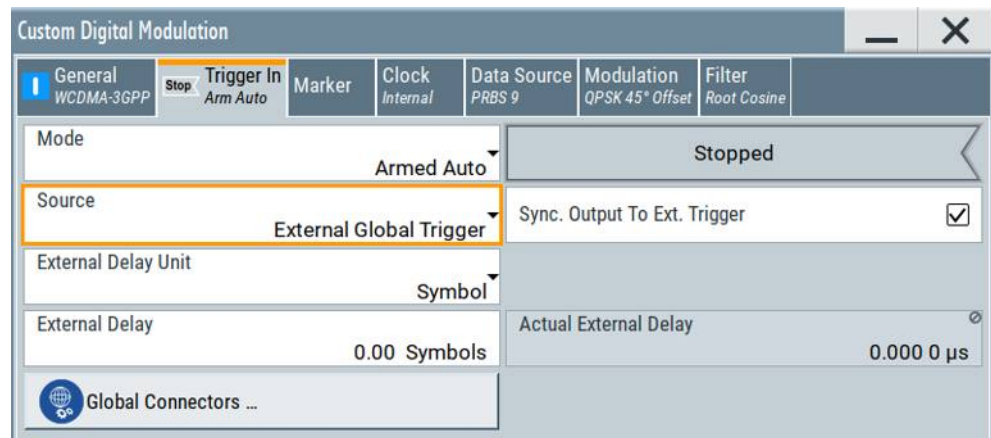 Custom Digital Modulation
General
WCDMA-3GPP
Stop
Trigger In
Arm Auto
Marker
Clock
Internal
Data Source
PRBS 9
Modulation
QPSK 45° Offset
Filter
Root Cosine
Mode
Armed Auto
Stopped
Source
External Global Trigger
Sync. Output To Ext. Trigger
External Delay Unit
Symbol
External Delay
0.00 Symbols
Actual External Delay
0.000 0 µs
Global Connectors ...